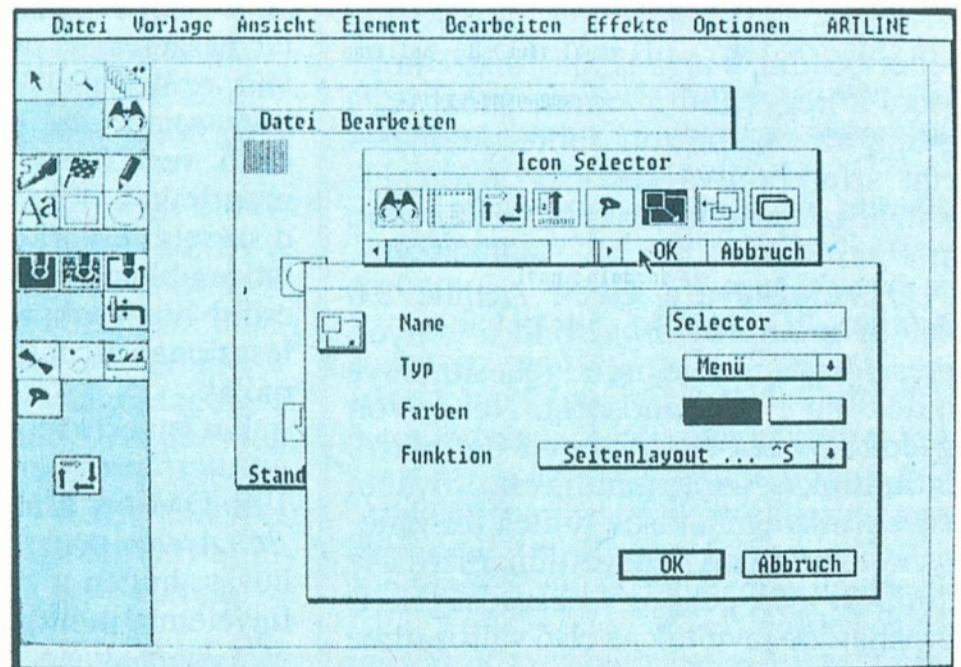 Datei Vorlage Ansicht Element Bearbeiten Effekte Optionen ARTLINE
Datei Bearbeiten
Icon Selector
OK Abbruch
Aa
Name Selector
Typ Menü
Farben
Funktion Seitenlayout ... ^S
Stand
OK Abbruch